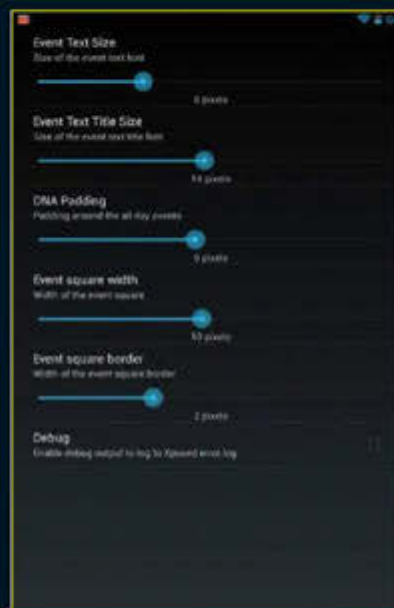 Event Text Size
Size of the event text font
pixels
Event Text Title Size
Size of the event text title font
pixels
DNA Padding
Padding around the all day events
pixels
Event square width
Width of the event square
pixels
Event square border
Width of the event square border
2 pixels
Debug
Enable debug output to log to Xposed error log